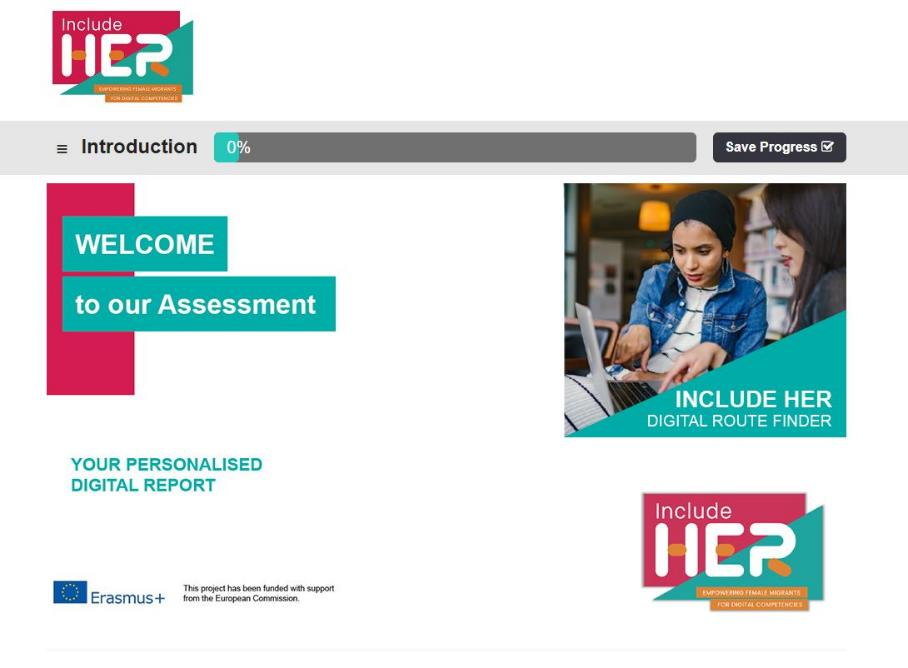 Include
HER
EMPOWERING FEMALE MIGRANTS
FOR DIGITAL COMPETENCIES
Introduction
0%
Save Progress
WELCOME
to our Assessment
INCLUDE HER
DIGITAL ROUTE FINDER
YOUR PERSONALISED
DIGITAL REPORT
Include
HER
EMPOWERING FEMALE MIGRANTS
FOR DIGITAL COMPETENCIES
Erasmus+
This project has been funded with support
from the European Commission.